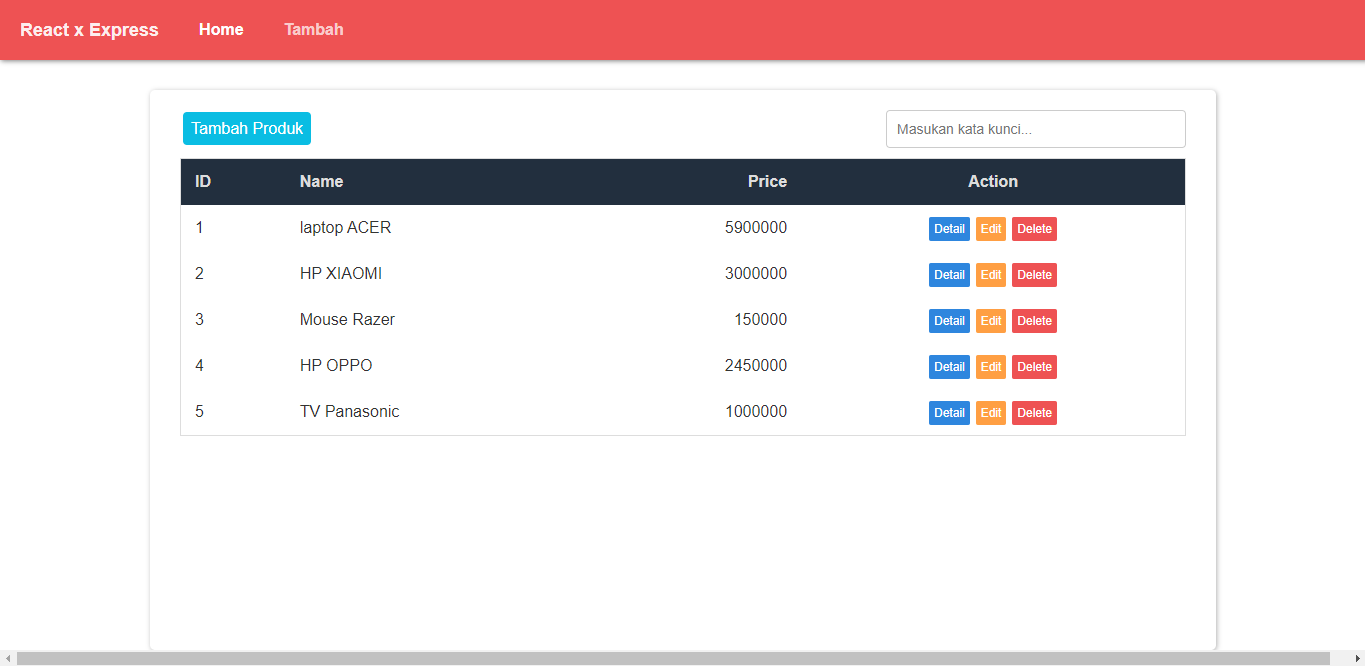 React x Express Home Tambah
Tambah Produk Masukan kata kunci...
ID Name Price Action
1 laptop ACER 5900000 Detail Edit Delete
2 HP XIAOMI 3000000 Detail Edit Delete
3 Mouse Razer 150000 Detail Edit Delete
4 HP OPPO 2450000 Detail Edit Delete
5 TV Panasonic 1000000 Detail Edit Delete